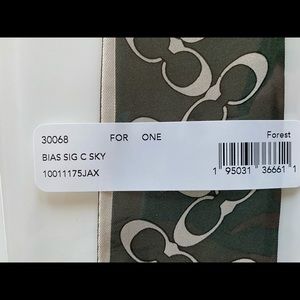 30068 FOR ONE Forest
BIAS SIG C SKY
10011175JAX
1 95031 36661 1